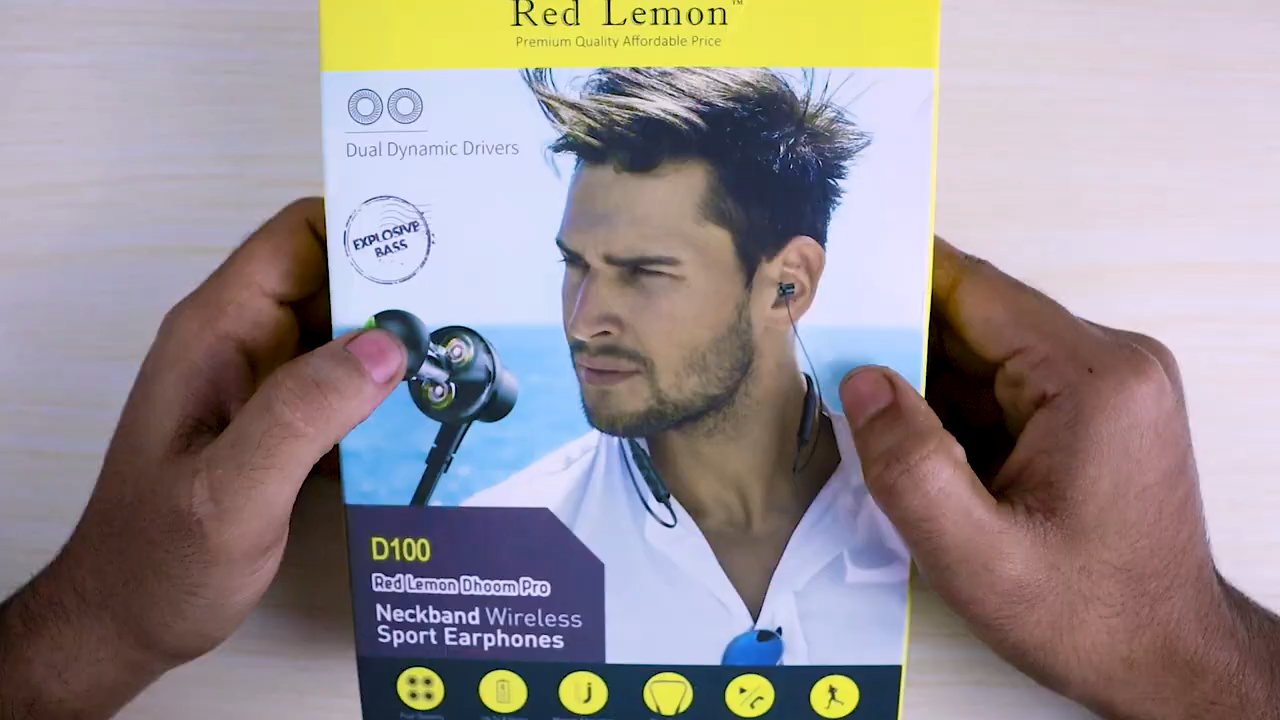 Red Lemon™
Premium Quality Affordable Price
Dual Dynamic Drivers
EXPLOSIVE
BASS
D100
Red Lemon Dhoom Pro
Neckband Wireless
Sport Earphones